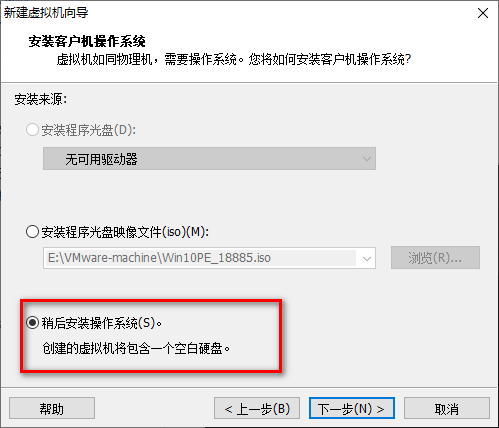 新建虚拟机向导
安装客户机操作系统
虚拟机如同物理机，需要操作系统。您将如何安装客户机操作系统?
安装来源:
安装程序光盘(D):
无可用驱动器
安装程序光盘映像文件(iso)(M):
E:\VMware-machine\Win10PE_18885.iso
浏览(R)...
稍后安装操作系统(S)。
创建的虚拟机将包含一个空白硬盘。
帮助
< 上一步(B)
下一步(N) >
取消